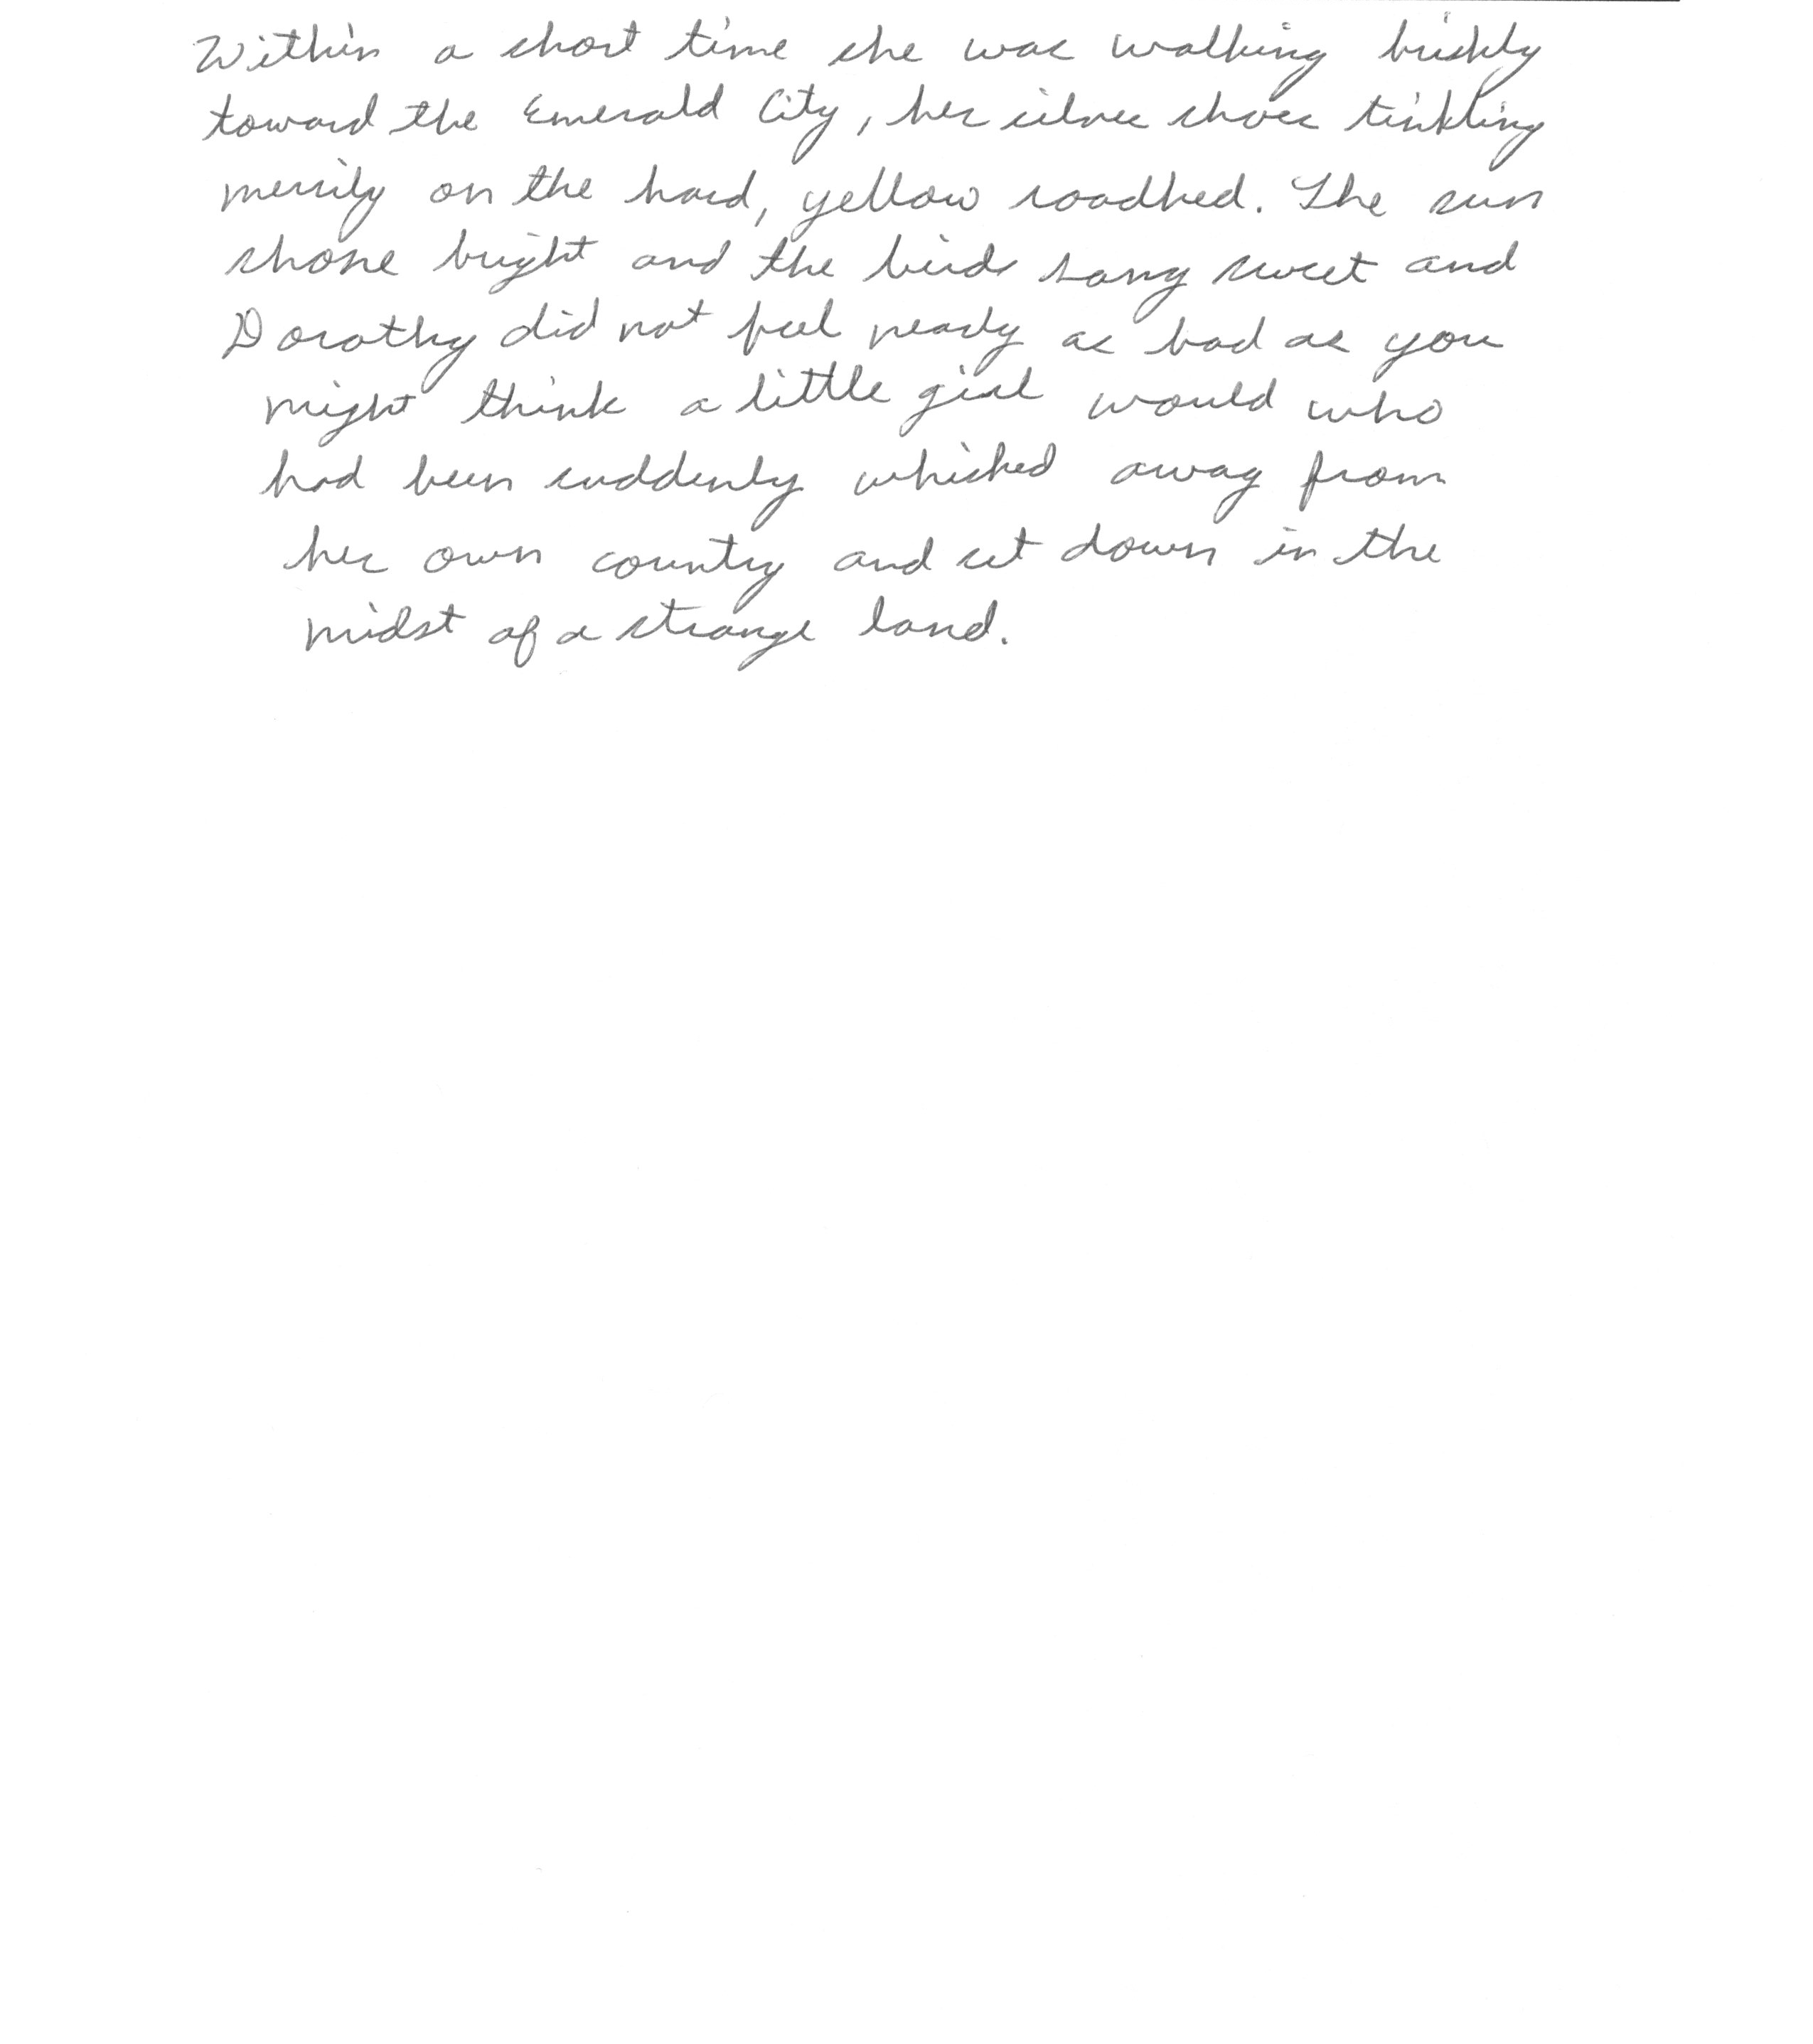 Within a short time she was walking briskly
toward the Emerald City, her silver shoes tinkling
merrily on the hard, yellow roadbed. The sun
shone bright and the birds sang sweet and
Dorothy did not feel nearly as bad as you
might think a little girl would who
had been suddenly whisked away from
her own country and set down in the
midst of a strange land.